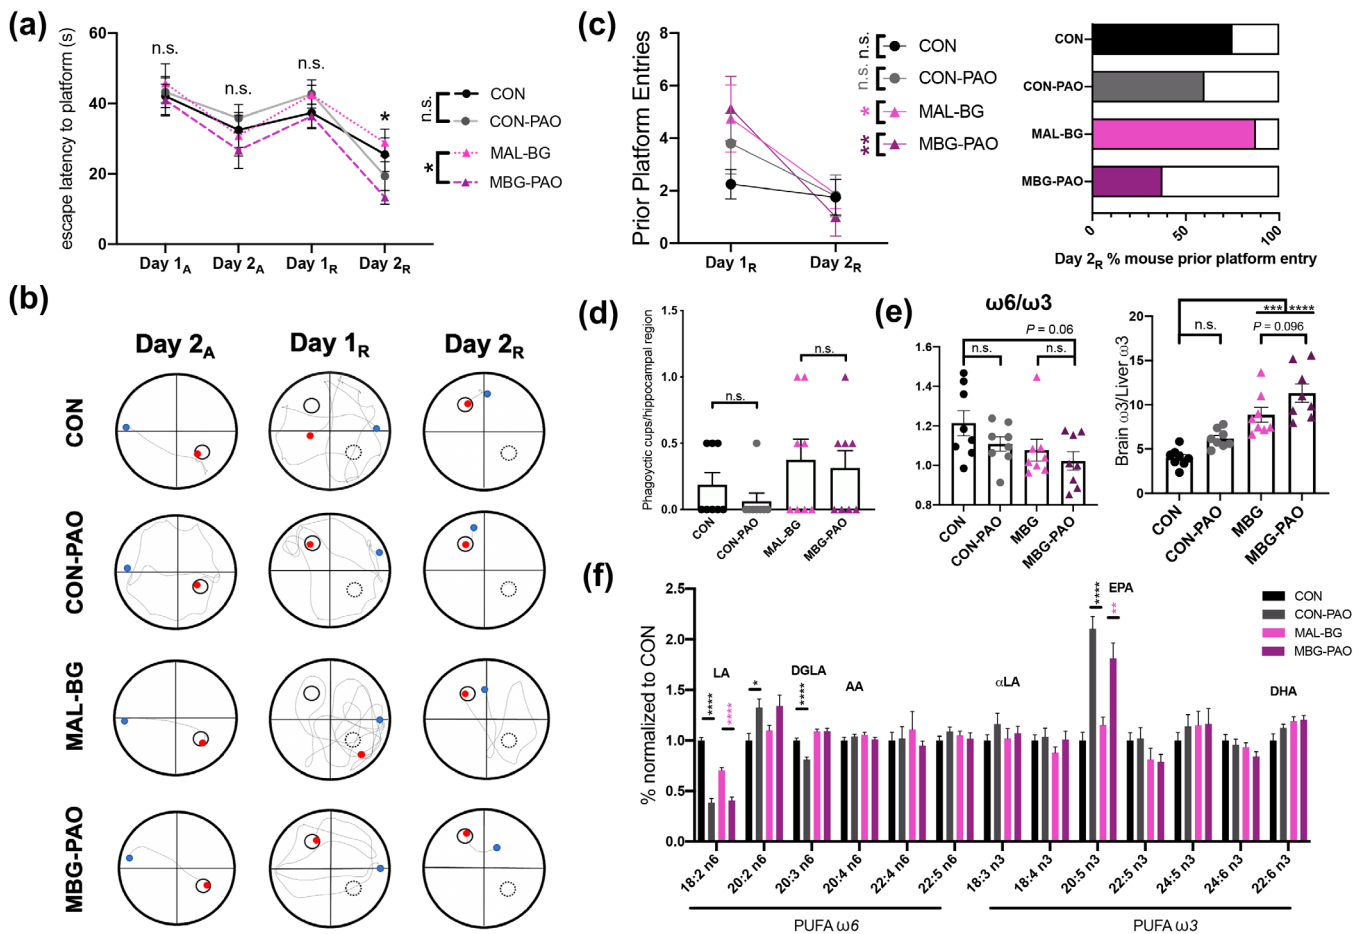 (a)
escape latency to platform (s)
60
40
20
0
n.s.
n.s.
n.s.
*
Day 1A
Day 2A
Day 1R
Day 2R
n.s.
CON
CON-PAO
*
MAL-BG
MBG-PAO
(b)
Day 2A
Day 1R
Day 2R
CON
CON-PAO
MAL-BG
MBG-PAO
(c)
Prior Platform Entries
8
6
4
2
0
Day 1R
Day 2R
n.s.
CON
n.s.
CON-PAO
*
MAL-BG
**
MBG-PAO
CON
CON-PAO
MAL-BG
MBG-PAO
0
50
100
Day 2R % mouse prior platform entry
(d)
Phagoyctic cups/hippocampal region
1.5
1.0
0.5
0.0
n.s.
n.s.
CON
CON-PAO
MAL-BG
MBG-PAO
(e)
ω6/ω3
P = 0.06
n.s.
n.s.
1.6
1.4
1.2
1.0
0.8
CON
CON-PAO
MBG
MBG-PAO
Brain ω3/Liver ω3
20
15
10
5
0
n.s.
*** ****
P = 0.096
CON
CON-PAO
MBG
MBG-PAO
(f)
% normalized to CON
2.5
2.0
1.5
1.0
0.5
0.0
LA
****
****
*
DGLA
****
AA
αLA
****
EPA
**
DHA
CON
CON-PAO
MAL-BG
MBG-PAO
18:2 n6
20:2 n6
20:3 n6
20:4 n6
22:4 n6
22:5 n6
18:3 n3
18:4 n3
20:5 n3
22:5 n3
24:5 n3
24:6 n3
22:6 n3
PUFA ω6
PUFA ω3